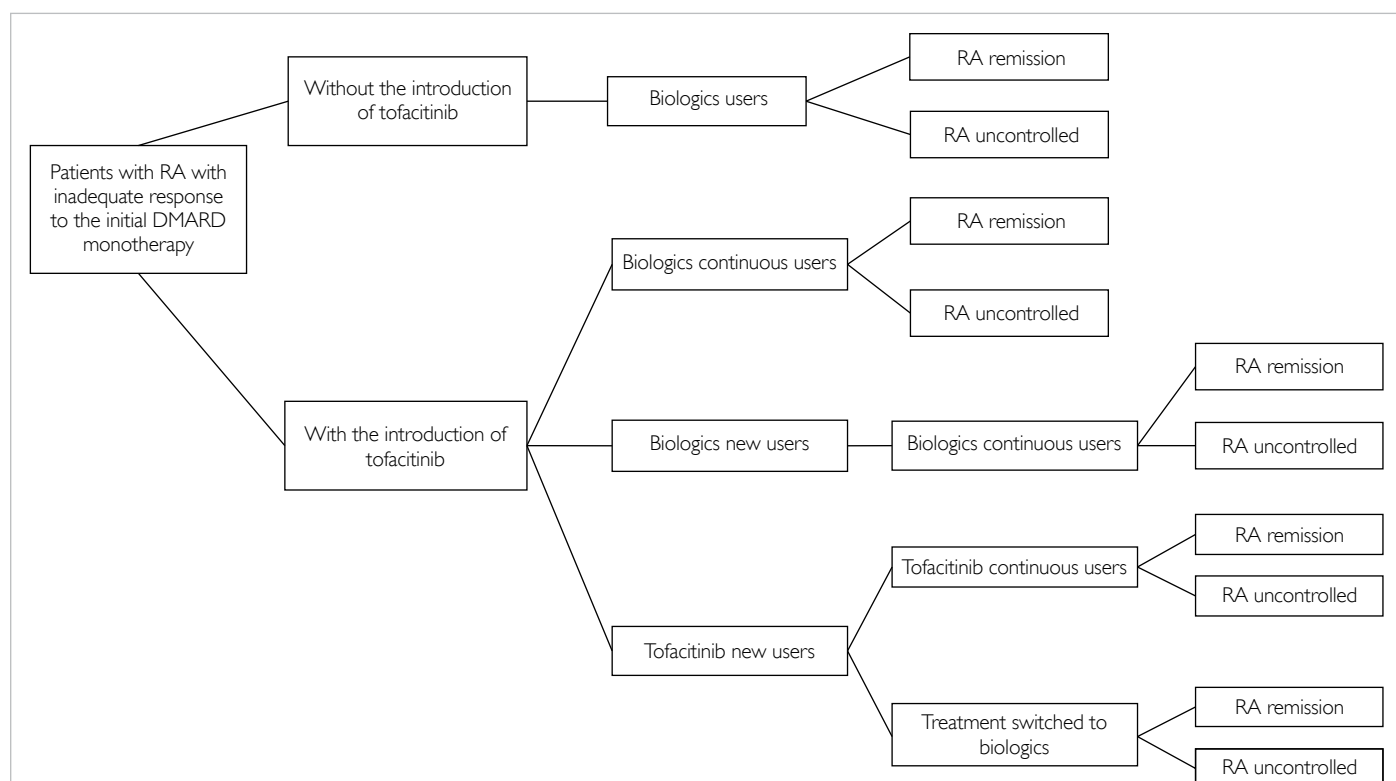 Patients with RA with
inadequate response
to the initial DMARD
monotherapy
Without the introduction
of tofacitinib
Biologics users
RA remission
RA uncontrolled
With the introduction of
tofacitinib
Biologics continuous users
RA remission
RA uncontrolled
Biologics new users
Biologics continuous users
RA remission
RA uncontrolled
Tofacitinib new users
Tofacitinib continuous users
RA remission
RA uncontrolled
Treatment switched to
biologics
RA remission
RA uncontrolled